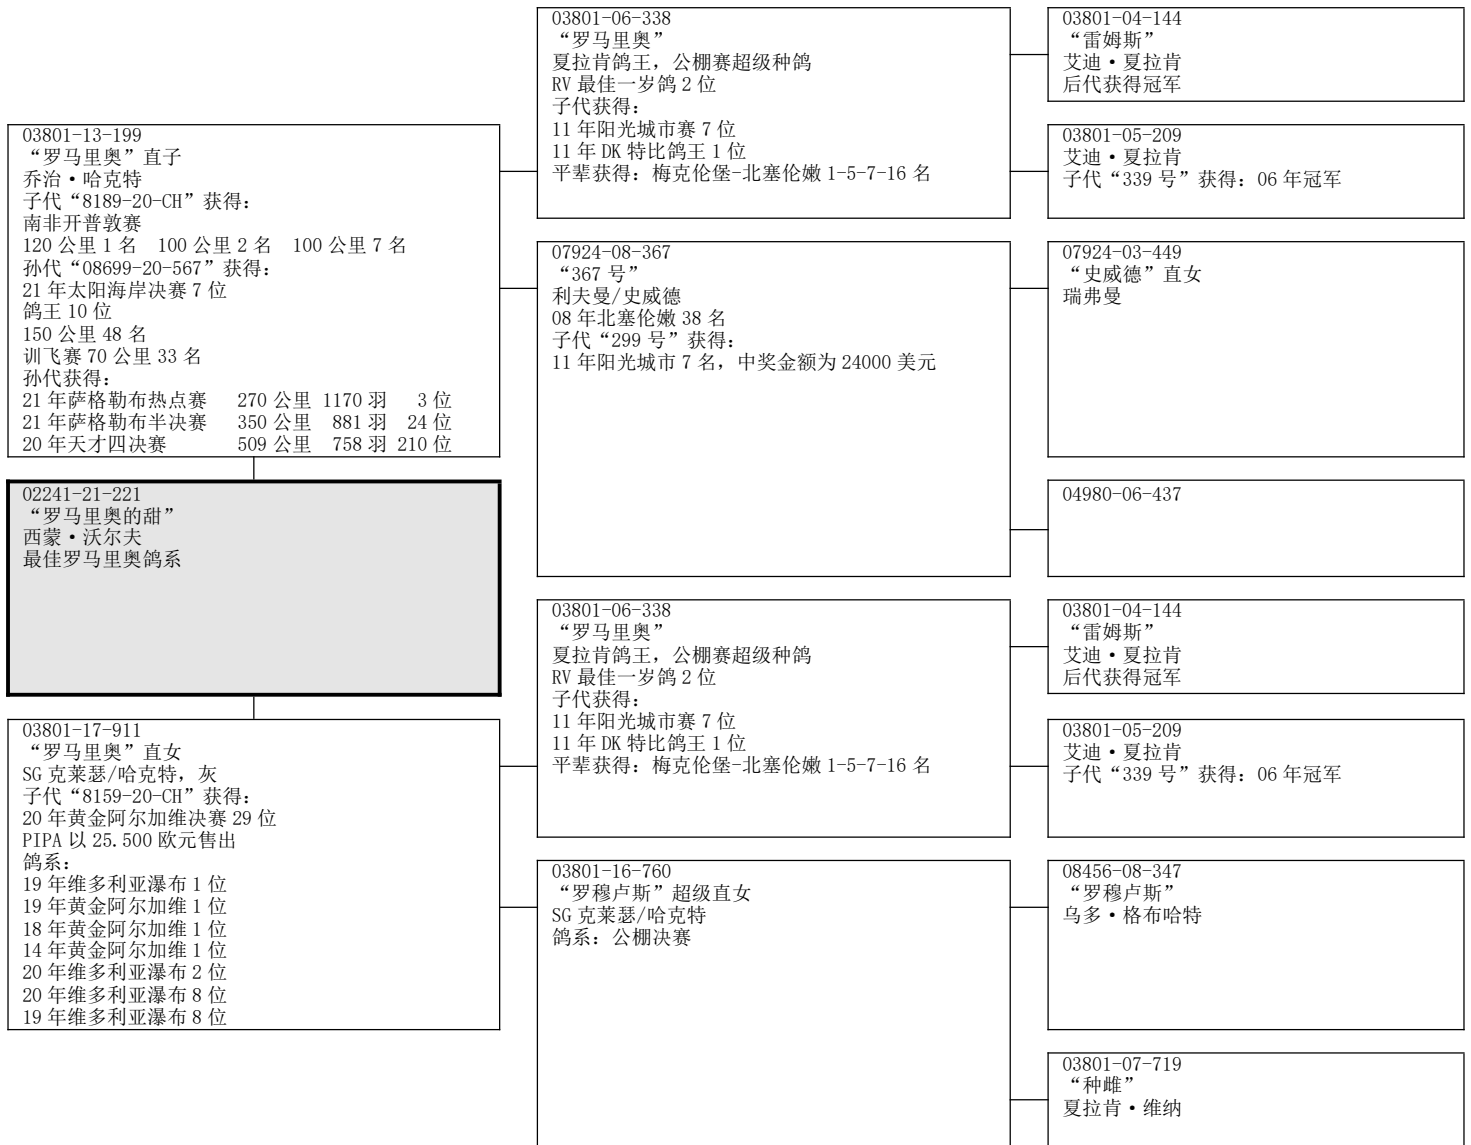 03801-13-199
“罗马里奥”直子
乔治·哈克特
子代“8189-20-CH”获得:
南非开普敦赛
120 公里 1 名 100 公里 2 名 100 公里 7 名
孙代“08699-20-567”获得:
21 年太阳海岸决赛 7 位
鸽王 10 位
150 公里 48 名
训飞赛 70 公里 33 名
孙代获得:
21 年萨格勒布热点赛 270 公里 1170 羽 3 位
21 年萨格勒布半决赛 350 公里 881 羽 24 位
20 年天才四决赛 509 公里 758 羽 210 位
02241-21-221
“罗马里奥的甜”
西蒙·沃尔夫
最佳罗马里奥鸽系
03801-17-911
“罗马里奥”直女
SG 克莱瑟/哈克特, 灰
子代“8159-20-CH”获得:
20 年黄金阿尔加维决赛 29 位
PIPA 以 25.500 欧元售出
鸽系:
19 年维多利亚瀑布 1 位
19 年黄金阿尔加维 1 位
18 年黄金阿尔加维 1 位
14 年黄金阿尔加维 1 位
20 年维多利亚瀑布 2 位
20 年维多利亚瀑布 8 位
19 年维多利亚瀑布 8 位
03801-06-338
“罗马里奥”
夏拉肯鸽王, 公棚赛超级种鸽
RV 最佳一岁鸽 2 位
子代获得:
11 年阳光城市赛 7 位
11 年 DK 特比鸽王 1 位
平辈获得: 梅克伦堡-北塞伦嫩 1-5-7-16 名
07924-08-367
“367 号”
利夫曼/史威德
08 年北塞伦嫩 38 名
子代“299 号”获得:
11 年阳光城市 7 名, 中奖金额为 24000 美元
03801-06-338
“罗马里奥”
夏拉肯鸽王, 公棚赛超级种鸽
RV 最佳一岁鸽 2 位
子代获得:
11 年阳光城市赛 7 位
11 年 DK 特比鸽王 1 位
平辈获得: 梅克伦堡-北塞伦嫩 1-5-7-16 名
03801-16-760
“罗穆卢斯”超级直女
SG 克莱瑟/哈克特
鸽系: 公棚决赛
03801-04-144
“雷姆斯”
艾迪·夏拉肯
后代获得冠军
03801-05-209
艾迪·夏拉肯
子代“339 号”获得: 06 年冠军
07924-03-449
“史威德”直女
瑞弗曼
04980-06-437
03801-04-144
“雷姆斯”
艾迪·夏拉肯
后代获得冠军
03801-05-209
艾迪·夏拉肯
子代“339 号”获得: 06 年冠军
08456-08-347
“罗穆卢斯”
乌多·格布哈特
03801-07-719
“种雌”
夏拉肯·维纳